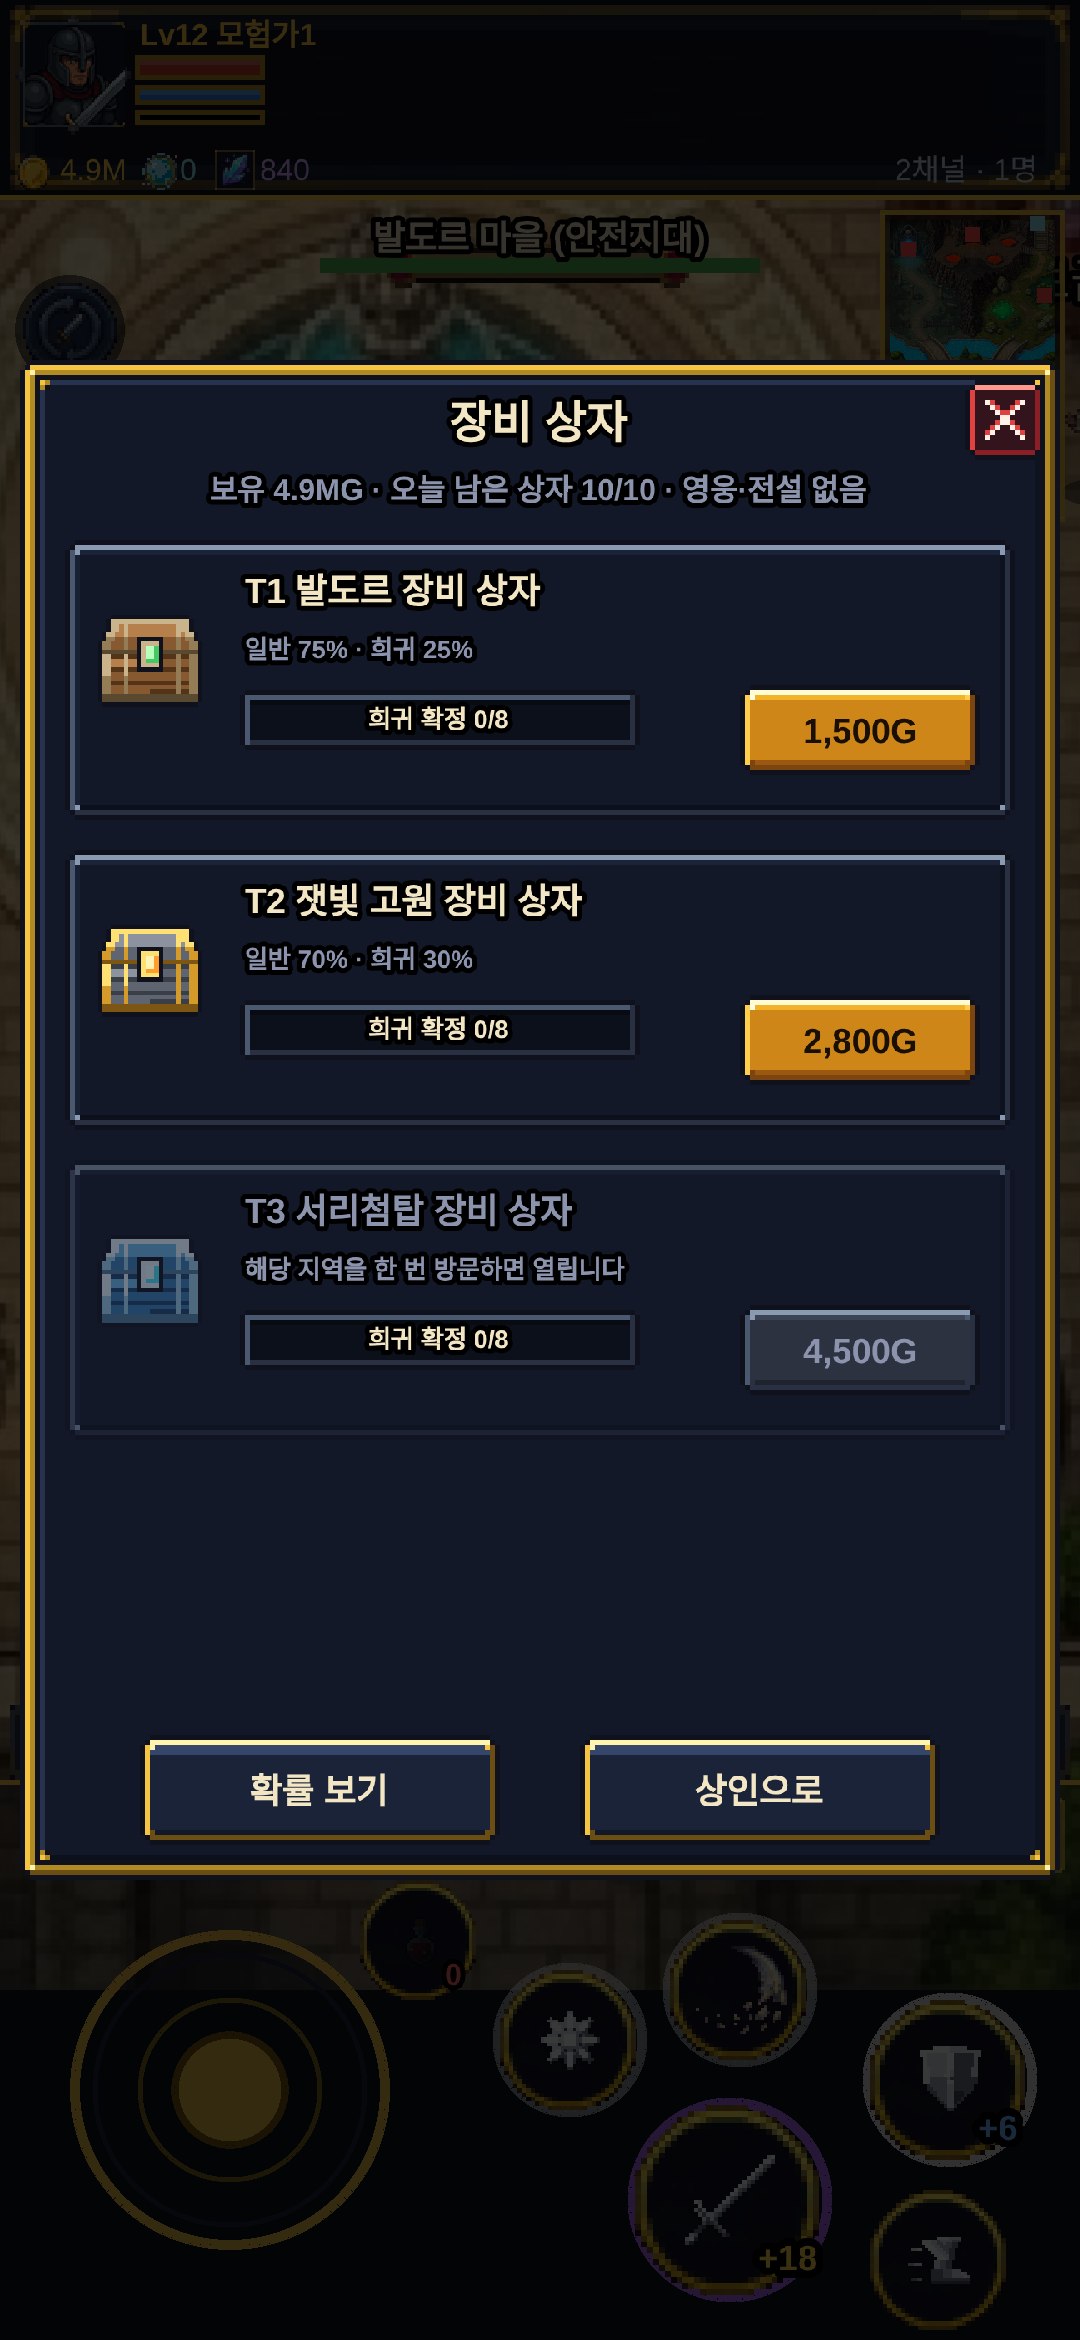 Lv12 모험가1
4.9M 0 840 2채널 · 1명
발도르 마을 (안전지대)
장비 상자
보유 4.9MG · 오늘 남은 상자 10/10 · 영웅·전설 없음
T1 발도르 장비 상자
일반 75% · 희귀 25%
희귀 확정 0/8
1,500G
T2 잿빛 고원 장비 상자
일반 70% · 희귀 30%
희귀 확정 0/8
2,800G
T3 서리첨탑 장비 상자
해당 지역을 한 번 방문하면 열립니다
희귀 확정 0/8
4,500G
확률 보기
상인으로
0
+6
+18